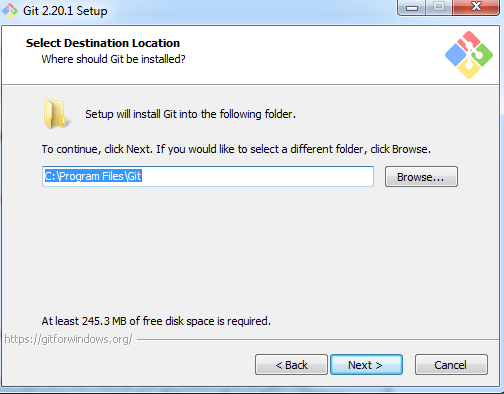 Git 2.20.1 Setup
Select Destination Location
Where should Git be installed?
Setup will install Git into the following folder.
To continue, click Next. If you would like to select a different folder, click Browse.
C:\Program Files\Git
Browse...
At least 245.3 MB of free disk space is required.
https://gitforwindows.org/
< Back
Next >
Cancel